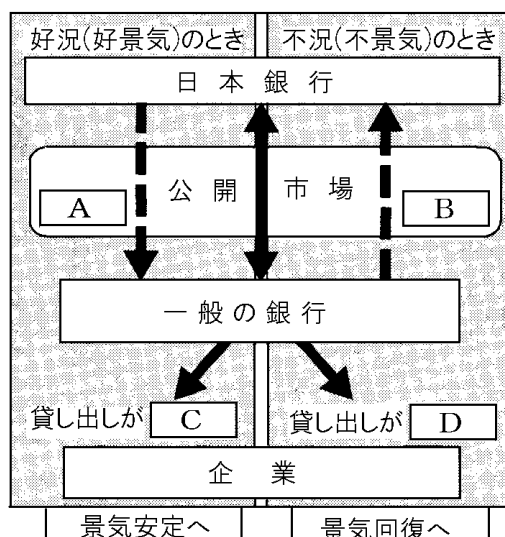 好況(好景気)のとき 不況(不景気)のとき
日本銀行
公開 市場
A B
一般の銀行
貸し出しが C 貸し出しが D
企業
景気安定へ 景気回復へ